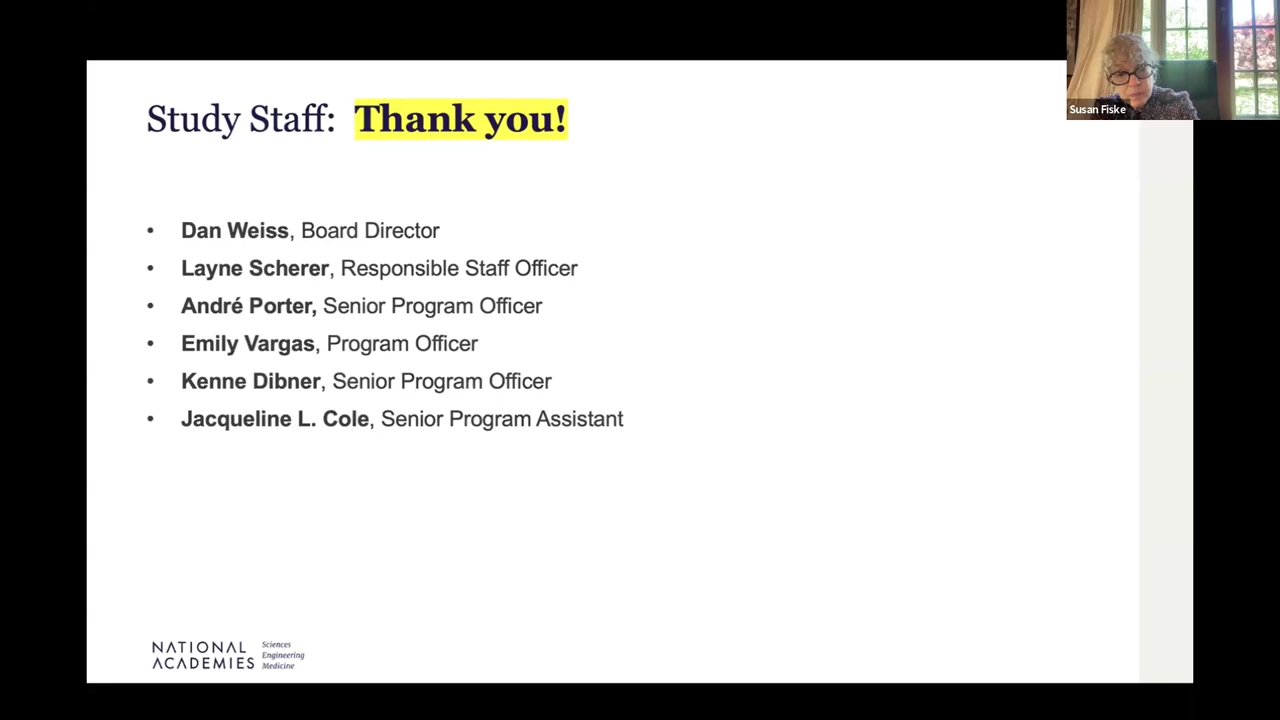 Study Staff: Thank you!
• Dan Weiss, Board Director
• Layne Scherer, Responsible Staff Officer
• André Porter, Senior Program Officer
• Emily Vargas, Program Officer
• Kenne Dibner, Senior Program Officer
• Jacqueline L. Cole, Senior Program Assistant
NATIONAL ACADEMIES
Sciences
Engineering
Medicine
Susan Fiske